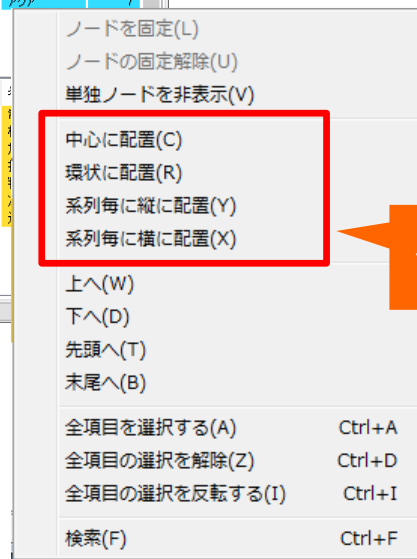 アクア
ノードを固定(L)
ノードの固定解除(U)
単独ノードを非表示(V)
中心に配置(C)
環状に配置(R)
系列毎に縦に配置(Y)
系列毎に横に配置(X)
上へ(W)
下へ(D)
先頭へ(T)
末尾へ(B)
全項目を選択する(A) Ctrl+A
全項目の選択を解除(Z) Ctrl+D
全項目の選択を反転する(I) Ctrl+I
検索(F) Ctrl+F